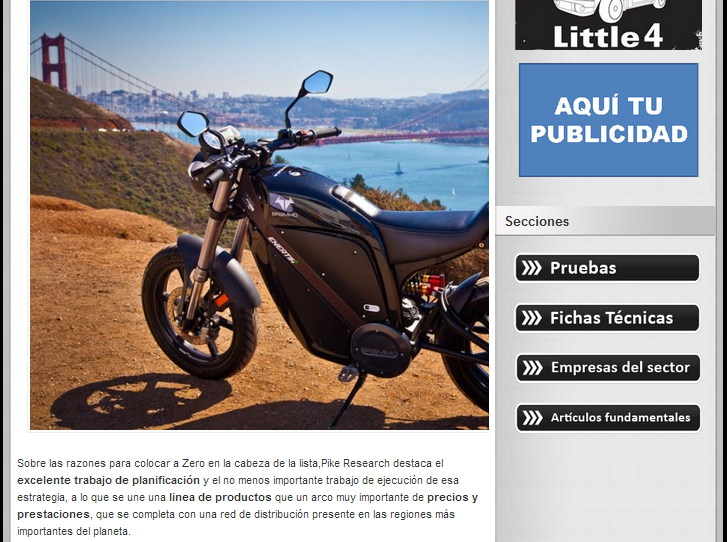 Little 4
AQUÍ TU
PUBLICIDAD
Secciones
Pruebas
Fichas Técnicas
Empresas del sector
Artículos fundamentales
BRAMMO
ENERTIA
BRAMMO
Sobre las razones para colocar a Zero en la cabeza de la lista,Pike Research destaca el
excelente trabajo de planificación y el no menos importante trabajo de ejecución de esa
estrategia, a lo que se une una linea de productos que un arco muy importante de precios y
prestaciones, que se completa con una red de distribución presente en las regiones más
importantes del planeta.